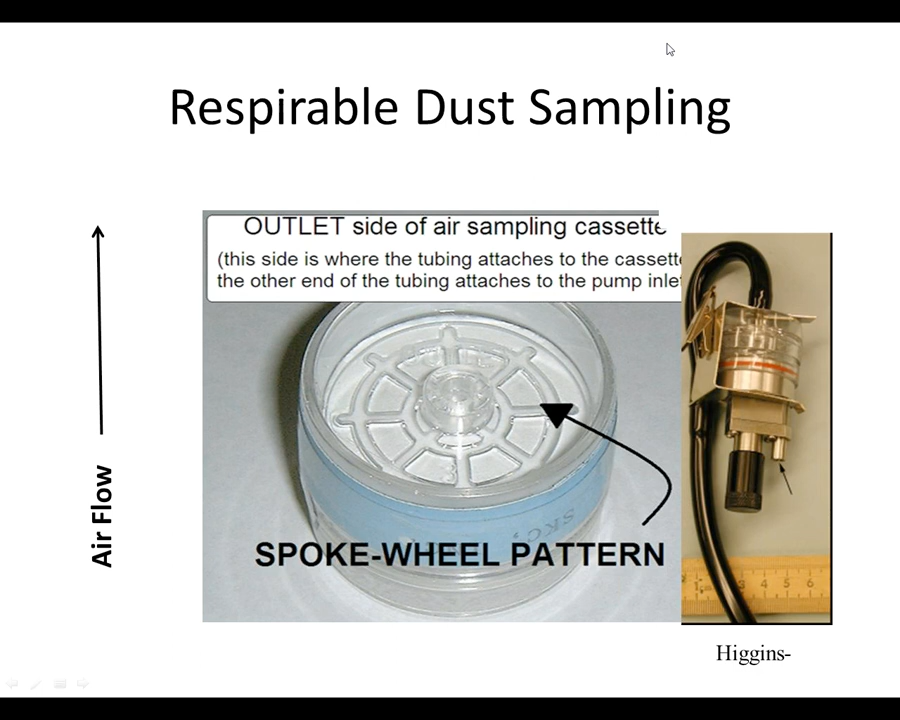 Respirable Dust Sampling
OUTLET side of air sampling cassette
(this side is where the tubing attaches to the cassette
the other end of the tubing attaches to the pump inlet
Air Flow
SKC,
SPOKE-WHEEL PATTERN
Higgins-